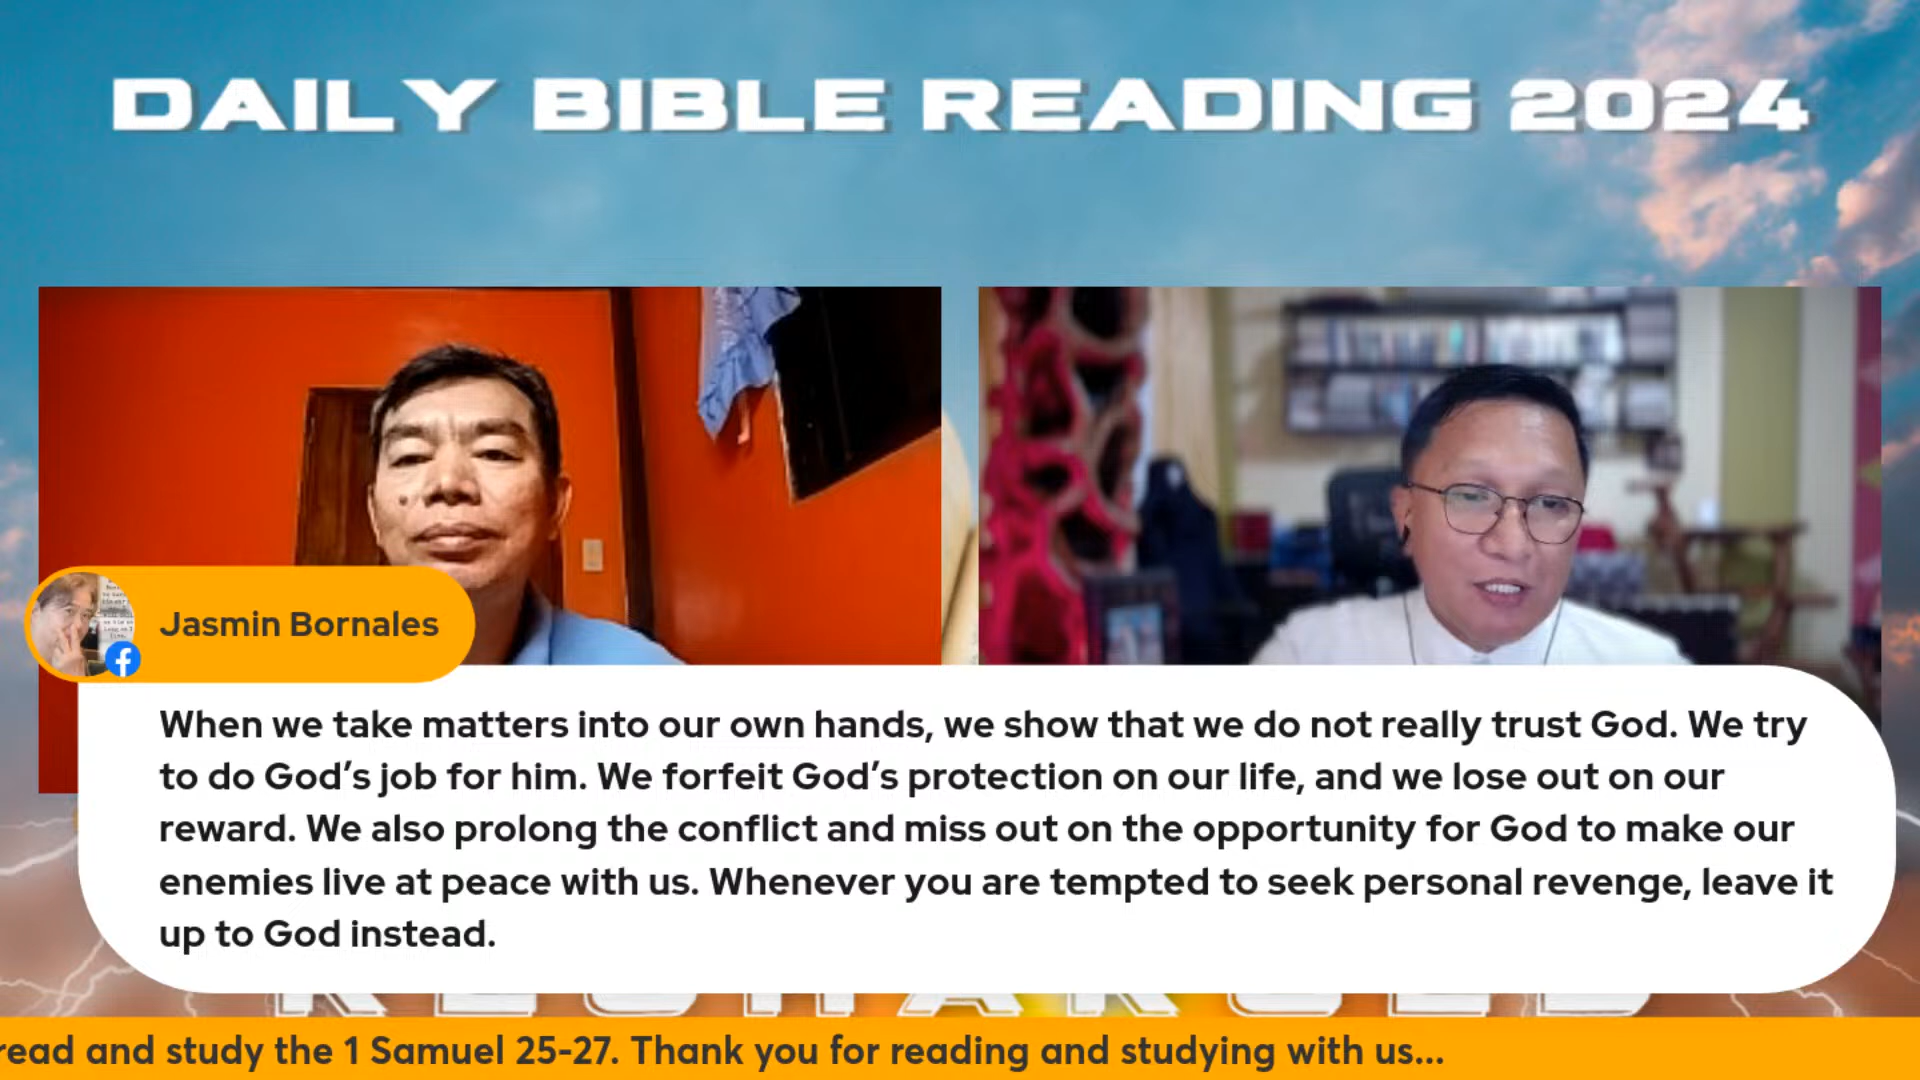 DAILY BIBLE READING 2024
Jasmin Bornales
When we take matters into our own hands, we show that we do not really trust God. We try
to do God's job for him. We forfeit God's protection on our life, and we lose out on our
reward. We also prolong the conflict and miss out on the opportunity for God to make our
enemies live at peace with us. Whenever you are tempted to seek personal revenge, leave it
up to God instead.
read and study the 1 Samuel 25-27. Thank you for reading and studying with us...